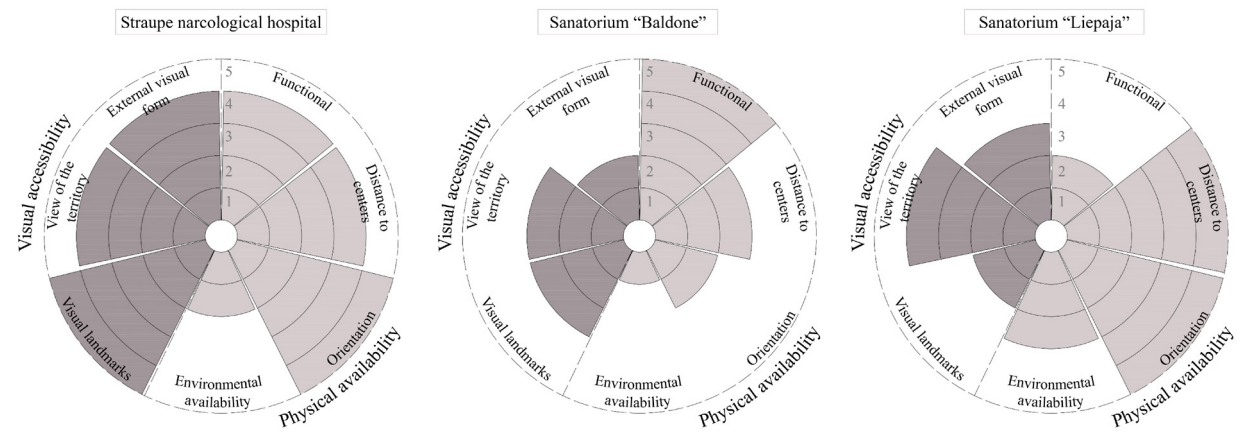 Straupe narcological hospital
Visual accessibility
External visual
form
5
4
3
2
1
Functional
View of the
territory
Distance to
centers
Visual landmarks
Environmental
availability
Orientation
Physical availability
Sanatorium “Baldone”
Visual accessibility
External visual
form
5
4
3
2
1
Functional
View of the
territory
Distance to
centers
Visual landmarks
Environmental
availability
Orientation
Physical availability
Sanatorium “Liepaja”
Visual accessibility
External visual
form
5
4
3
2
1
Functional
View of the
territory
Distance to
centers
Visual landmarks
Environmental
availability
Orientation
Physical availability